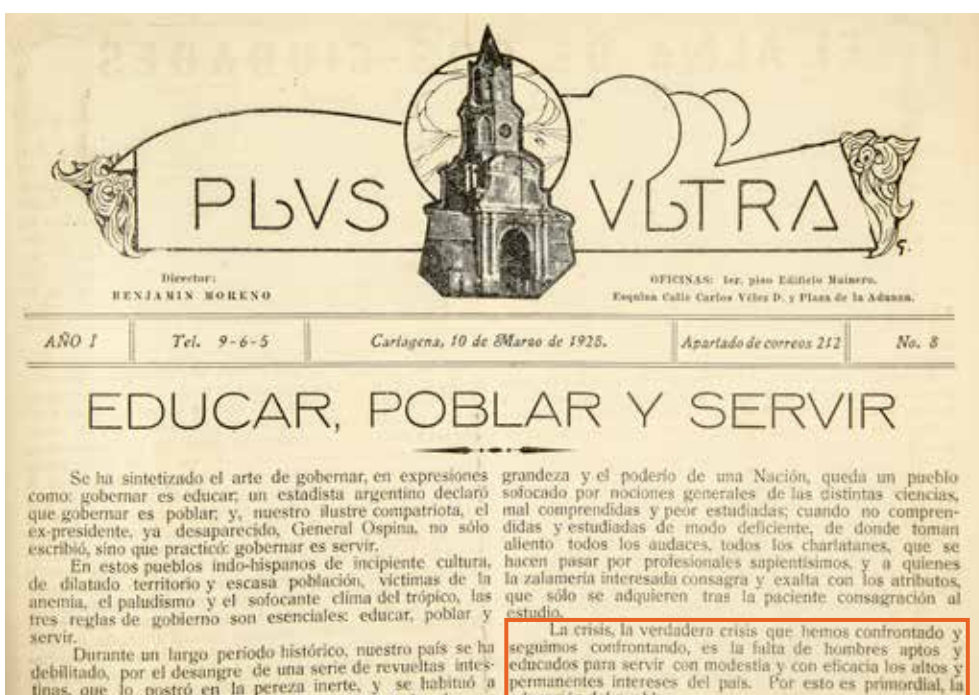 PLVS VLTRA
Director:
BENJAMIN MORENO
OFICINAS: 1er. piso Edificio Mainero.
Esquina Calle Carlos Vélez D. y Plaza de la Aduana.
AÑO I
Tel. 9-6-5
Cartagena, 10 de Marzo de 1928.
Apartado de correos 212
No. 8
EDUCAR, POBLAR Y SERVIR
Se ha sintetizado el arte de gobernar, en expresiones
como: gobernar es educar; un estadista argentino declaró
que gobernar es poblar; y, nuestro ilustre compatriota, el
ex-presidente, ya desaparecido, General Ospina, no sólo
escribió, sino que practicó: gobernar es servir.
En estos pueblos indo-hispanos de incipiente cultura,
de dilatado territorio y escasa población, víctimas de la
anemia, el paludismo y el sofocante clima del trópico, las
tres reglas de gobierno son esenciales: educar, poblar y
servir.
Durante un largo período histórico, nuestro país se ha
debilitado, por el desangre de una serie de revueltas intes-
tinas, que lo postró en la pereza inerte, y se habituó a
grandeza y el poderío de una Nación, queda un pueblo
sofocado por nociones generales de las distintas ciencias,
mal comprendidas y peor estudiadas; cuando no compren-
didas y estudiadas de modo deficiente, de donde toman
aliento todos los audaces, todos los charlatanes, que se
hacen pasar por profesionales sapientísimos, y a quienes
la zalamería interesada consagra y exalta con los atributos,
que sólo se adquieren tras la paciente consagración al
estudio.
La crisis, la verdadera crisis que hemos confrontado y
seguimos confrontando, es la falta de hombres aptos y
educados para servir con modestia y con eficacia los altos y
permanentes intereses del país. Por esto es primordial, la